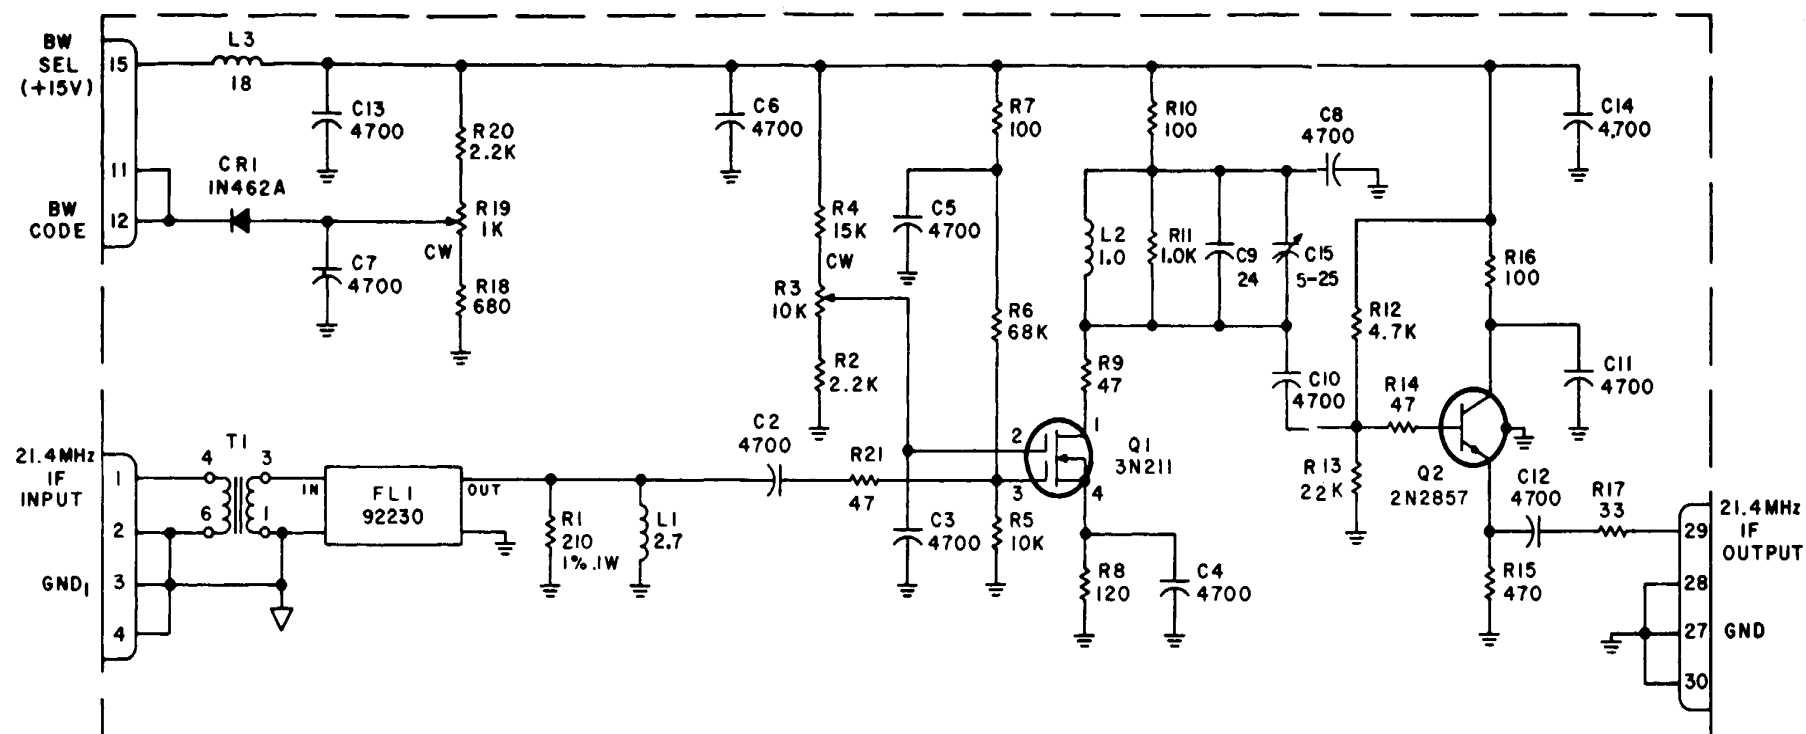 BW
SEL
(+15V)
15
L3
18
C13
4700
R20
2.2K
C6
4700
R7
100
R10
100
C8
4700
C14
4,700
11
CR1
1N462A
BW
CODE
12
R19
1K
CW
C7
4700
R18
680
R4
15K
CW
R3
10K
R2
2.2K
C5
4700
R6
68K
L2
1.0
R11
1.0K
C9
24
C15
5-25
R16
100
R12
4.7K
R9
47
C10
4700
R14
47
C11
4700
21.4MHz
IF
INPUT
1
2
GND1
3
4
T1
4
3
6
1
IN
FL1
92230
OUT
R1
210
1% .1W
L1
2.7
C2
4700
R21
47
C3
4700
R5
10K
2
3
1
4
Q1
3N211
R8
120
C4
4700
R13
22K
Q2
2N2857
C12
4700
R17
33
R15
470
29
28
27
30
21.4MHz
IF
OUTPUT
GND